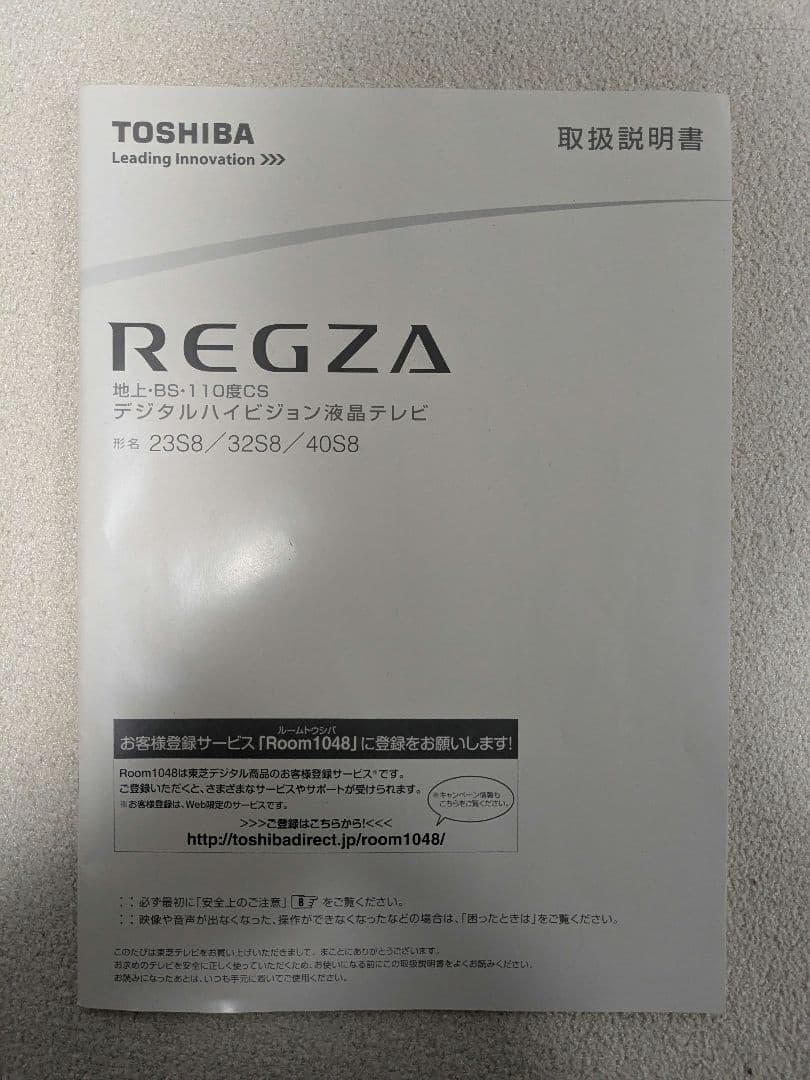 TOSHIBA
Leading Innovation >>>
取扱説明書
REGZA
地上・BS・110度CS
デジタルハイビジョン液晶テレビ
形名 23S8／32S8／40S8
ルームトウシバ
お客様登録サービス「Room1048」に登録をお願いします!
Room1048は東芝デジタル商品のお客様登録サービス※です。
ご登録いただくと、さまざまなサービスやサポートが受けられます。
※お客様登録は、Web限定のサービスです。
※キャンペーン情報も
こちらをご覧ください。
>>>ご登録はこちらから!<<<
http://toshibadirect.jp/room1048/
：：必ず最初に「安全上のご注意」8をご覧ください。
：：映像や音声が出なくなった、操作ができなくなったなどの場合は、「困ったときは」をご覧ください。
このたびは東芝テレビをお買い上げいただきまして、まことにありがとうございます。
お求めのテレビを安全に正しく使っていただくため、お使いになる前にこの取扱説明書をよくお読みください。
お読みになったあとは、いつも手元に置いてご使用ください。